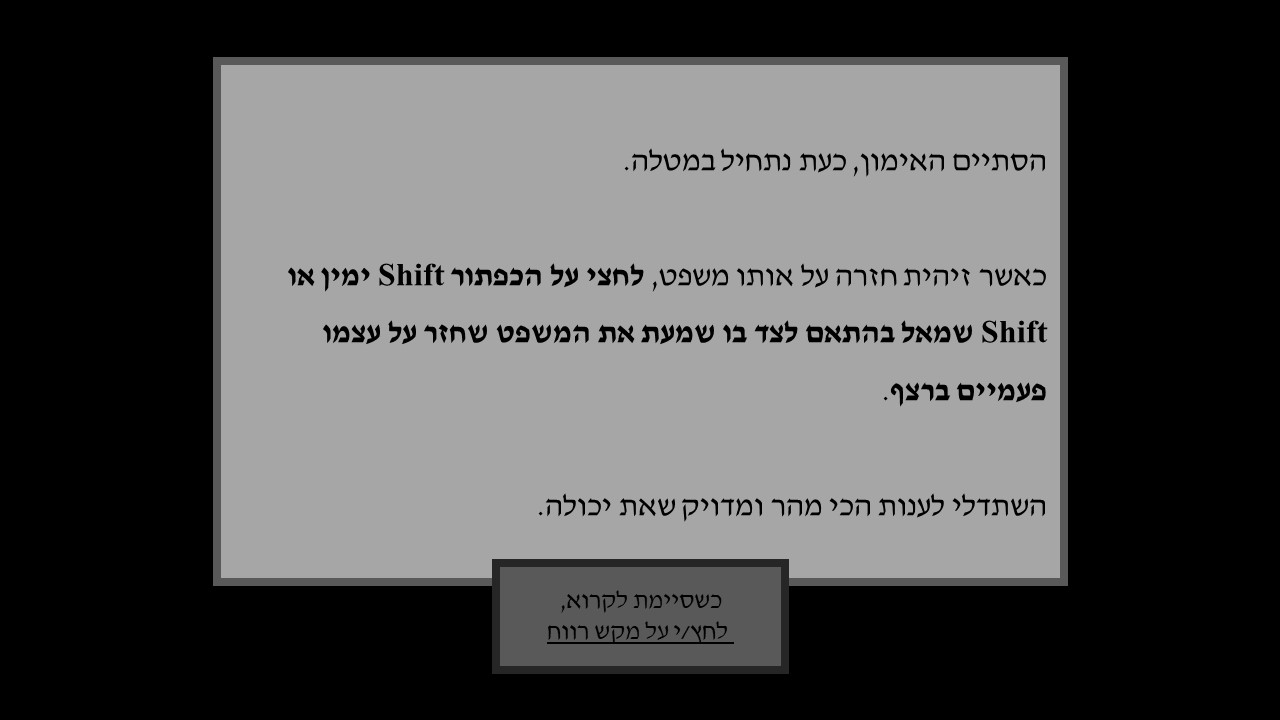 הסתיים האימון, כעת נתחיל במטלה.
כאשר זיהית חזרה על אותו משפט, לחצי על הכפתור Shift ימין או
Shift שמאל בהתאם לצד בו שמעת את המשפט שחזר על עצמו
פעמיים ברצף.
השתדלי לענות הכי מהר ומדויק שאת יכולה.
כשסיימת לקרוא,
לחץ/י על מקש רווח